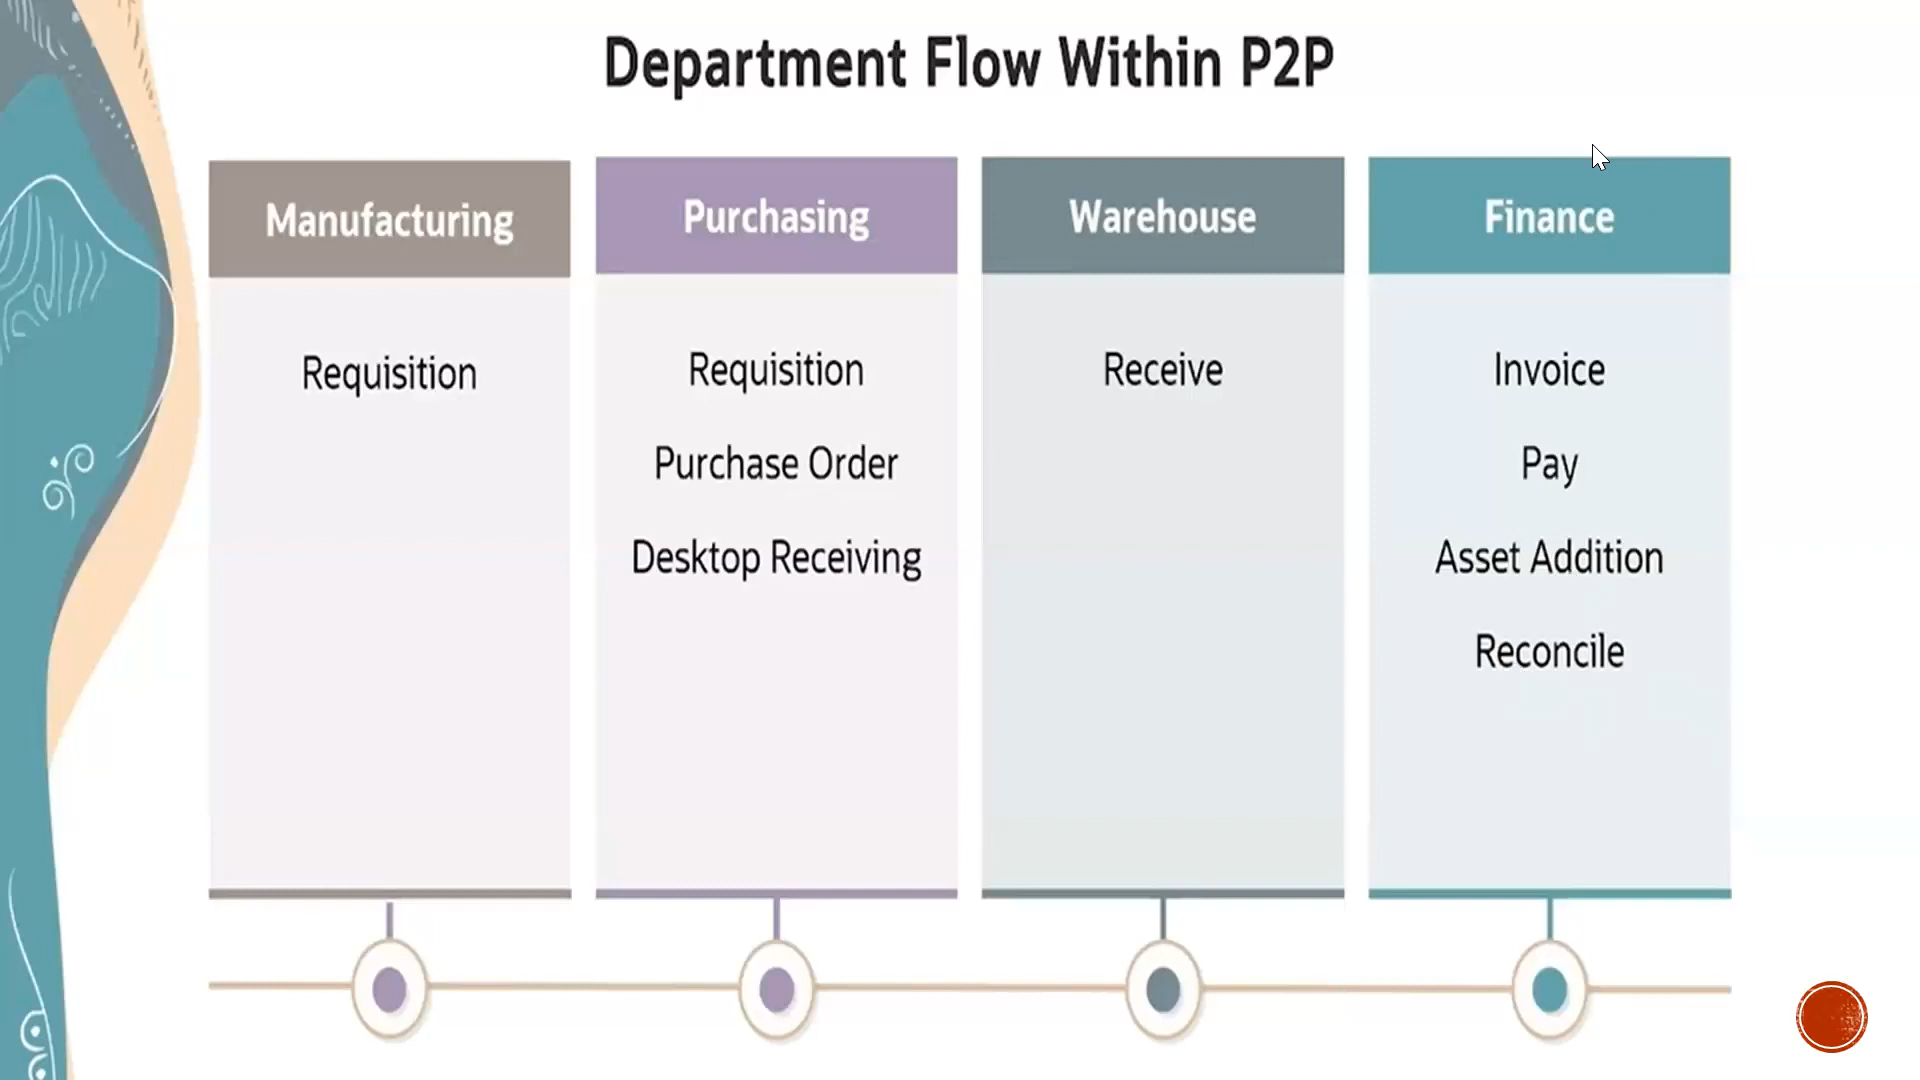 Department Flow Within P2P
Manufacturing
Requisition
Purchasing
Requisition
Purchase Order
Desktop Receiving
Warehouse
Receive
Finance
Invoice
Pay
Asset Addition
Reconcile